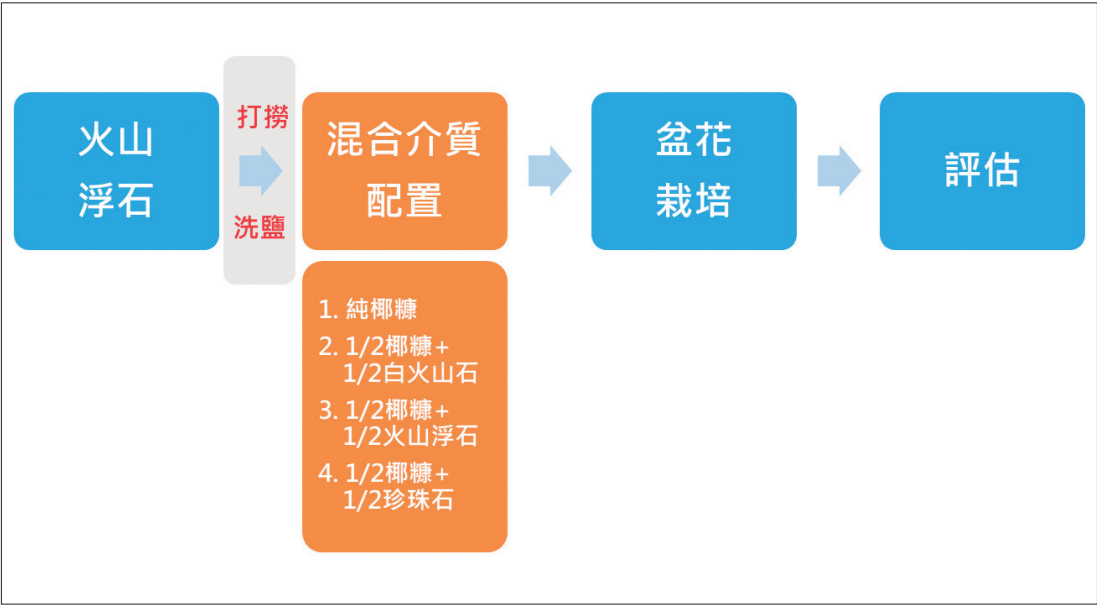 火山
浮石
打撈
洗鹽
混合介質
配置
1. 純椰糠
2. 1/2椰糠+
1/2白火山石
3. 1/2椰糠+
1/2火山浮石
4. 1/2椰糠+
1/2珍珠石
盆花
栽培
評估